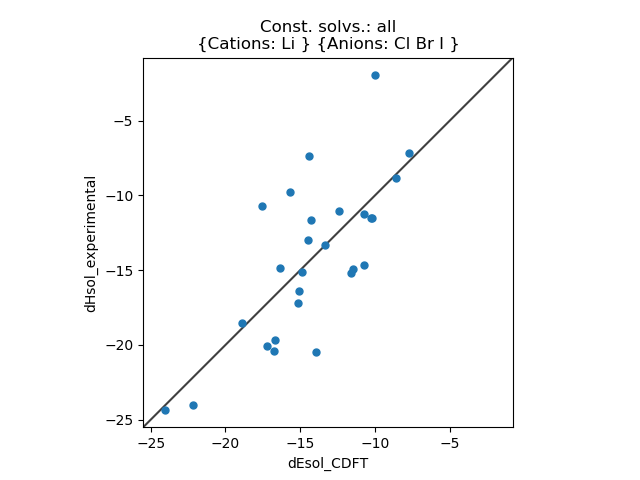 Const. solvs.: all
{Cations: Li } {Anions: Cl Br I }
dHsol_experimental
−5
−10
−15
−20
−25
−25
−20
−15
−10
−5
dEsol_CDFT